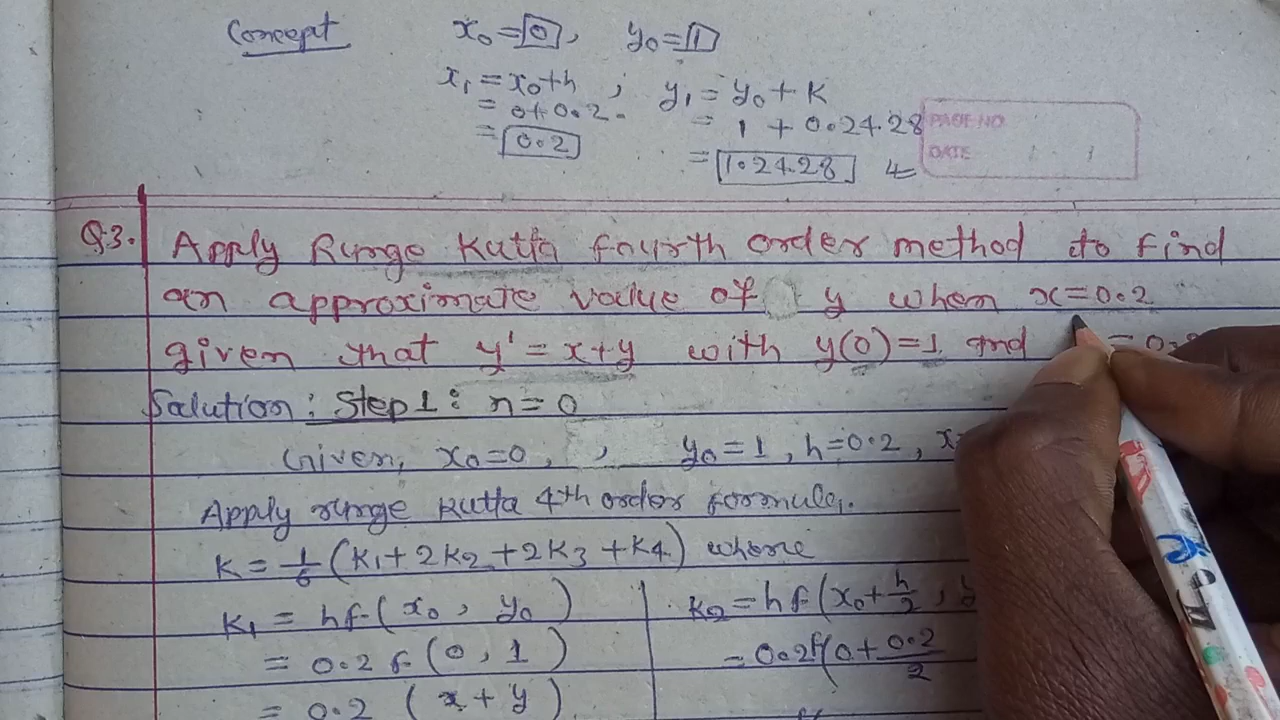 Concept x₀=0, y₀=1
x₁=x₀+h ; y₁=y₀+K
= 0+0.2. = 1 + 0.2428
= 0.2 = 1.2428
PAGE NO
DATE
Q3. Apply Runge Kutta fourth order method to find
an approximate value of y when x=0.2
given that y'=x+y with y(0)=1 and
Solution: Step1: n=0
Given, x₀=0, , y₀=1, h=0.2,
Apply runge kutta 4th order formula.
K=1/6 (K₁+2K₂+2K₃+K₄) where
K₁ = hf(x₀, y₀) K₂=hf(x₀+h/2,
= 0.2 f(0,1) =0.2f(0+0.2/2
= 0.2 (x+y)